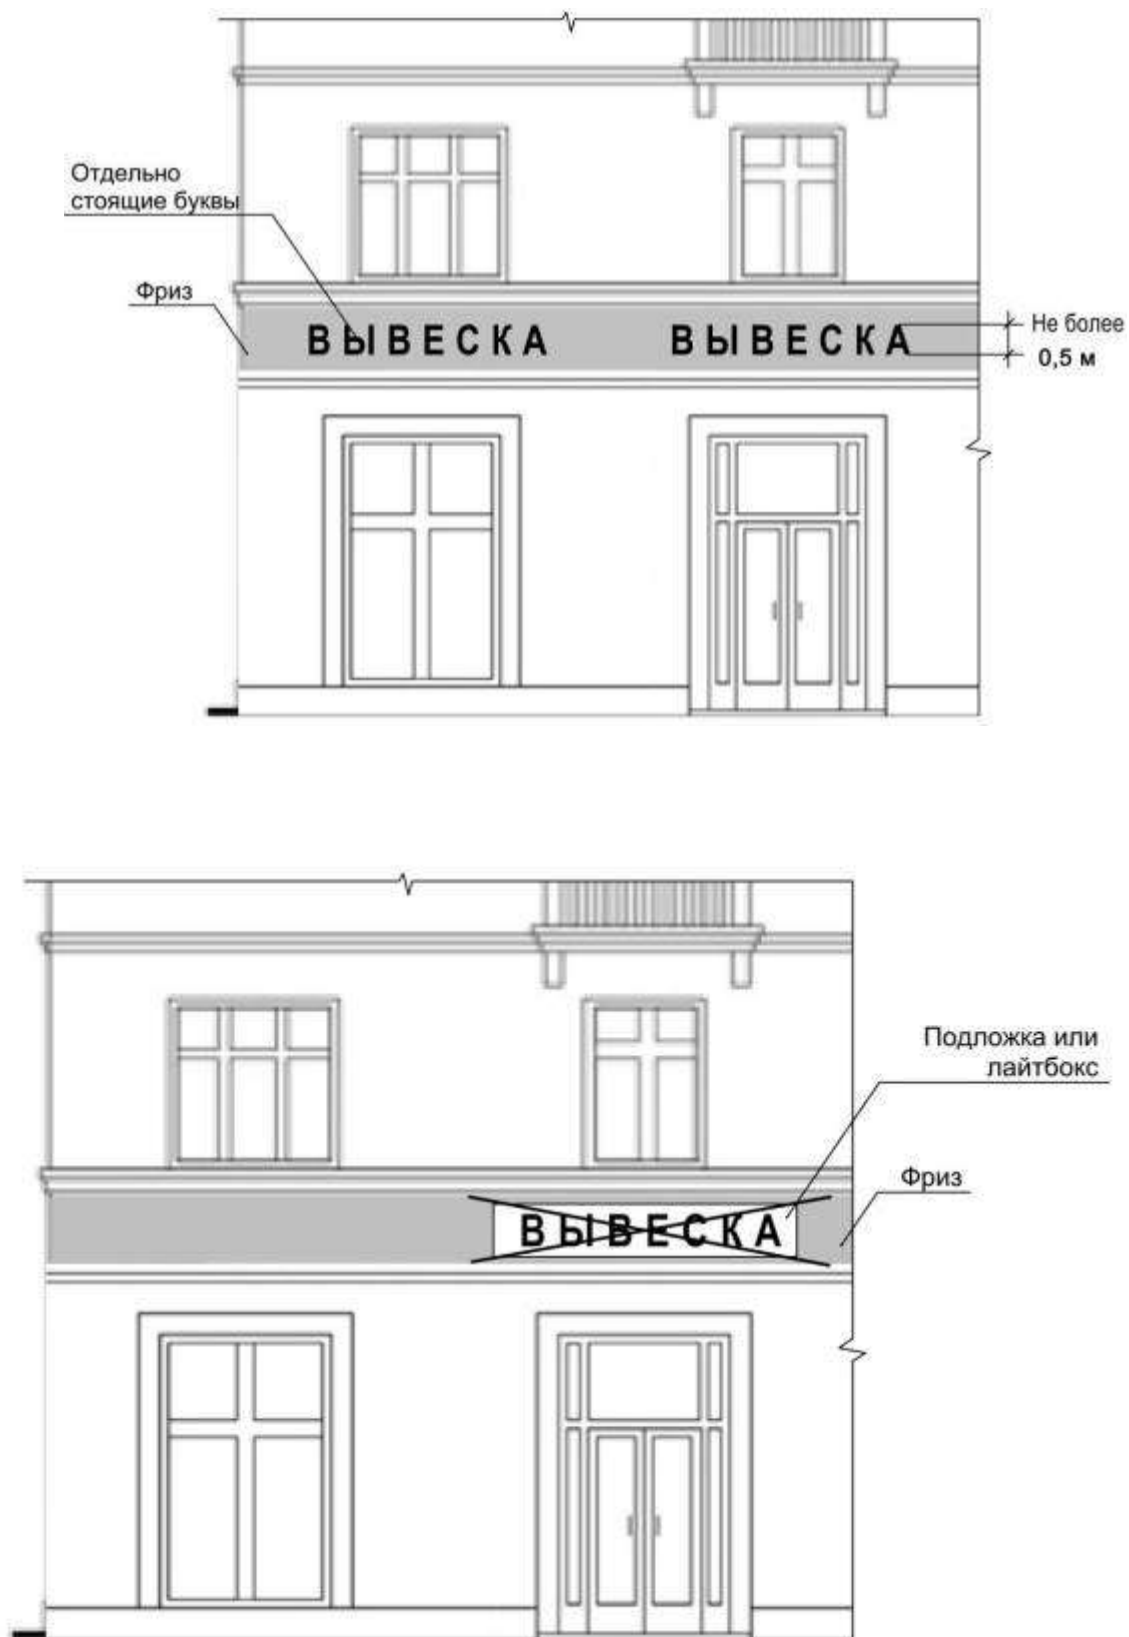 Отдельно
стоящие буквы
Фриз
ВЫВЕСКА ВЫВЕСКА
Не более
0,5 м
Подложка или
лайтбокс
Фриз
ВЫВЕСКА